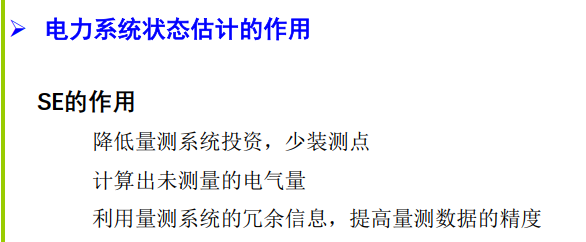 电力系统状态估计的作用
SE的作用
降低量测系统投资，少装测点
计算出未测量的电气量
利用量测系统的冗余信息，提高量测数据的精度